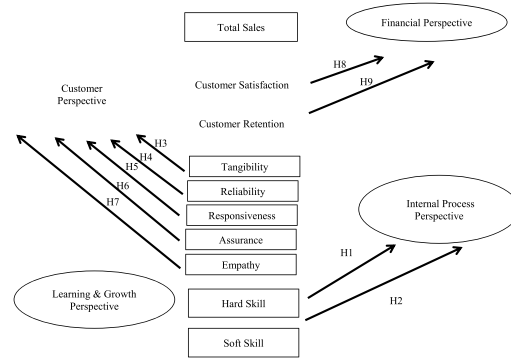 Total Sales
Financial Perspective
Customer Satisfaction
H8
H9
Customer
Perspective
Customer Retention
H3
H4
H5
H6
H7
Tangibility
Reliability
Responsiveness
Assurance
Empathy
Internal Process
Perspective
H1
H2
Learning & Growth
Perspective
Hard Skill
Soft Skill